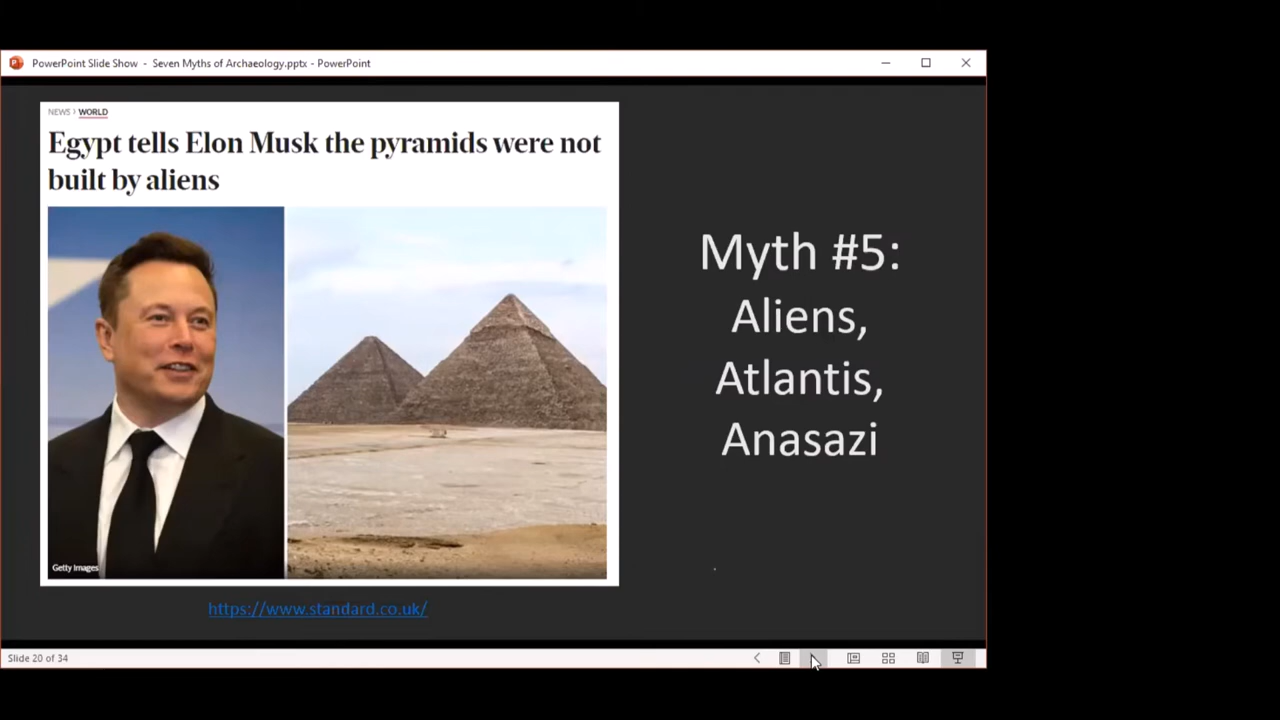 PowerPoint Slide Show - Seven Myths of Archaeology.pptx - PowerPoint
NEWS > WORLD
Egypt tells Elon Musk the pyramids were not
built by aliens
Getty Images
https://www.standard.co.uk/
Myth #5:
Aliens,
Atlantis,
Anasazi
Slide 20 of 34